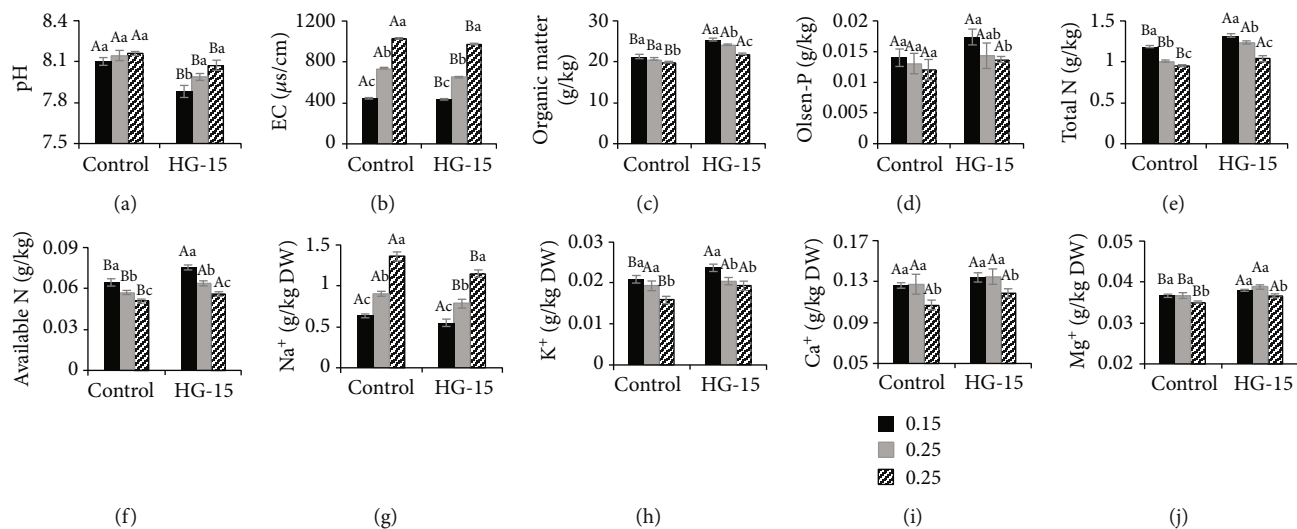 pH
8.4
8.1
7.8
7.5
Aa
Aa
Aa
Bb
Ba
Ba
Control
HG-15
(a)
EC (µs/cm)
1200
800
400
0
Ac
Ab
Aa
Bc
Bb
Ba
Control
HG-15
(b)
Organic matter
(g/kg)
30
20
10
0
Ba
Ba
Bb
Aa
Ab
Ac
Control
HG-15
(c)
Olsen-P (g/kg)
0.02
0.015
0.01
0.005
0
Aa
Aa
Aa
Aa
Aab
Ab
Control
HG-15
(d)
Total N (g/kg)
1.5
1
0.5
0
Ba
Bb
Bc
Aa
Ab
Ac
Control
HG-15
(e)
Available N (g/kg)
0.09
0.06
0.03
0
Ba
Bb
Bc
Aa
Ab
Ac
Control
HG-15
(f)
Na⁺ (g/kg DW)
1.5
1
0.5
0
Ac
Ab
Aa
Ac
Ab
Ba
Control
HG-15
(g)
K⁺ (g/kg DW)
0.03
0.02
0.01
0
Ba
Aa
Bb
Aa
Ab
Ab
Control
HG-15
(h)
Ca⁺ (g/kg DW)
0.17
0.13
0.09
0.05
Aa
Aa
Ab
Aa
Aa
Ab
Control
HG-15
0.15
0.25
0.25
(i)
Mg⁺ (g/kg DW)
0.05
0.04
0.03
0.02
Ba
Ba
Bb
Aa
Aa
Ab
Control
HG-15
(j)